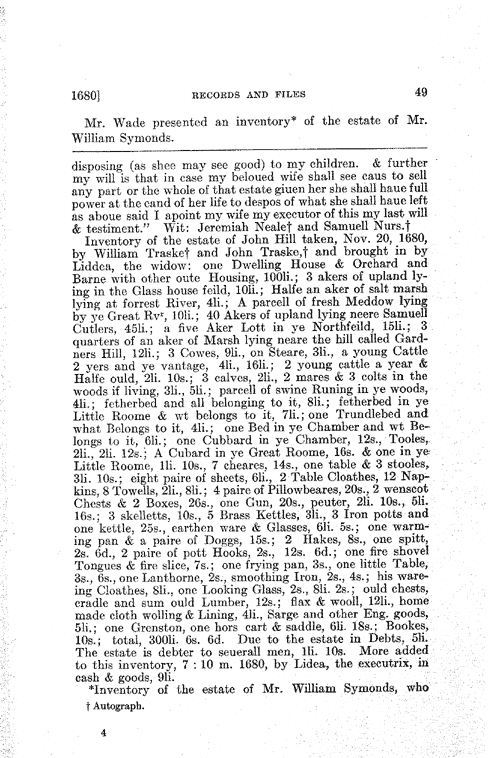 1680] RECORDS AND FILES 49
Mr. Wade presented an inventory* of the estate of Mr.
William Symonds.
disposing (as shee may see good) to my children. & further
my will is that in case my beloued wife shall see caus to sell
any part or the whole of that estate giuen her she shall haue full
power at the cand of her life to despos of what she shall haue left
as aboue said I apoint my wife my executor of this my last will
& testiment." Wit: Jeremiah Neale† and Samuell Nurs.†
Inventory of the estate of John Hill taken, Nov. 20, 1680,
by William Traske† and John Traske,† and brought in by
Liddea, the widow: one Dwelling House & Orchard and
Barne with other oute Housing, 100li.; 3 akers of upland ly-
ing in the Glass house feild, 10li.; Halfe an aker of salt marsh
lying at forrest River, 4li.; A parcell of fresh Meddow lying
by ye Great Rvr, 10li.; 40 Akers of upland lying neere Samuell
Cutlers, 45li.; a five Aker Lott in ye Northfeild, 15li.; 3
quarters of an aker of Marsh lying neare the hill called Gard-
ners Hill, 12li.; 3 Cowes, 9li., on Steare, 3li., a young Cattle
2 yers and ye vantage, 4li., 16li.; 2 young cattle a year &
Halfe ould, 2li. 10s.; 3 calves, 2li., 2 mares & 3 colts in the
woods if living, 3li., 5li.; parcell of swine Runing in ye woods,
4li.; fetherbed and all belonging to it, 8li.; fetherbed in ye
Little Roome & wt belongs to it, 7li.; one Trundlebed and
what Belongs to it, 4li.; one Bed in ye Chamber and wt Be-
longs to it, 6li.; one Cubbard in ye Chamber, 12s., Tooles,
2li., 2li. 12s.; A Cubard in ye Great Roome, 16s. & one in ye
Little Roome, 1li. 10s., 7 cheares, 14s., one table & 3 stooles,
3li. 10s.; eight paire of sheets, 6li., 2 Table Cloathes, 12 Nap-
kins, 8 Towells, 2li., 8li.; 4 paire of Pillowbeares, 20s., 2 wenscot
Chests & 2 Boxes, 26s., one Gun, 20s., peuter, 2li. 10s., 5li.
16s.; 3 skelletts, 10s., 5 Brass Kettles, 3li., 3 Iron potts and
one kettle, 25s., earthen ware & Glasses, 6li. 5s.; one warm-
ing pan & a paire of Doggs, 15s.; 2 Hakes, 8s., one spitt,
2s. 6d., 2 paire of pott Hooks, 2s., 12s. 6d.; one fire shovel
Tongues & fire slice, 7s.; one frying pan, 3s., one little Table,
3s., 6s., one Lanthorne, 2s., smoothing Iron, 2s., 4s.; his ware-
ing Cloathes, 8li., one Looking Glass, 2s., 8li. 2s.; ould chests,
cradle and sum ould Lumber, 12s.; flax & wooll, 12li., home
made cloth wolling & Lining, 4li., Sarge and other Eng. goods,
5li.; one Grenston, one hors cart & saddle, 6li. 18s.; Bookes,
10s.; total, 300li. 6s. 6d. Due to the estate in Debts, 5li.
The estate is debter to seuerall men, 1li. 10s. More added
to this inventory, 7 : 10 m. 1680, by Lidea, the executrix, in
cash & goods, 9li.
*Inventory of the estate of Mr. William Symonds, who
† Autograph.
4